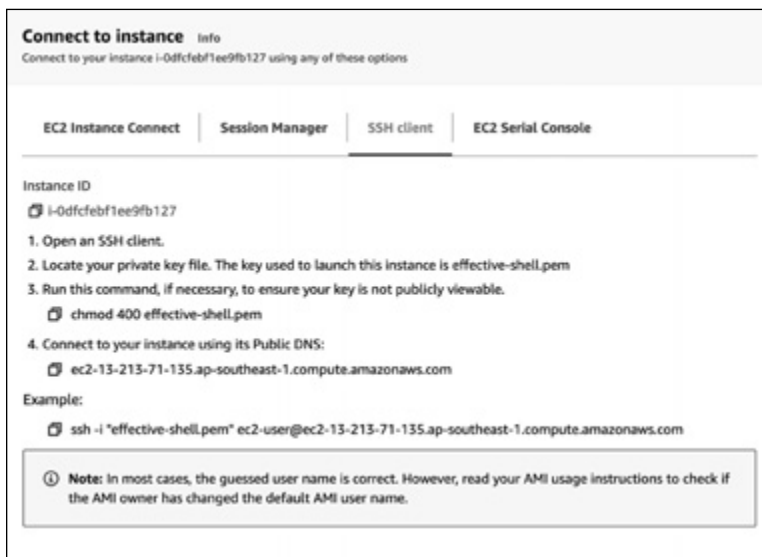 Connect to instance Info
Connect to your instance i-0dfcfebf1ee9fb127 using any of these options
EC2 Instance Connect Session Manager SSH client EC2 Serial Console
Instance ID
i-0dfcfebf1ee9fb127
1. Open an SSH client.
2. Locate your private key file. The key used to launch this instance is effective-shell.pem
3. Run this command, if necessary, to ensure your key is not publicly viewable.
chmod 400 effective-shell.pem
4. Connect to your instance using its Public DNS:
ec2-13-213-71-135.ap-southeast-1.compute.amazonaws.com
Example:
ssh -i "effective-shell.pem" ec2-user@ec2-13-213-71-135.ap-southeast-1.compute.amazonaws.com
Note: In most cases, the guessed user name is correct. However, read your AMI usage instructions to check if
the AMI owner has changed the default AMI user name.